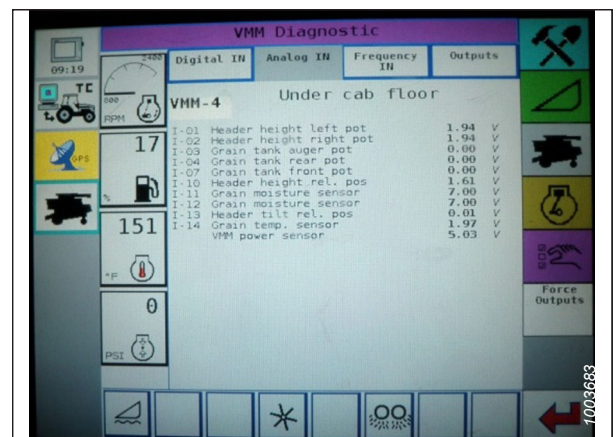 VMM Diagnostic
09:19
TC
GPS
2400
800
RPM
17
%
151
°F
0
PSI
Digital IN
Analog IN
Frequency
IN
Outputs
VMM-4
Under cab floor
I-01 Header height left pot 1.94 V
I-02 Header height right pot 1.94 V
I-03 Grain tank auger pot 0.00 V
I-04 Grain tank rear pot 0.00 V
I-07 Grain tank front pot 0.00 V
I-10 Header height rel. pos 1.61 V
I-11 Grain moisture sensor 7.00 V
I-12 Grain moisture sensor 7.00 V
I-13 Header tilt rel. pos 0.01 V
I-14 Grain temp. sensor 1.97 V
VMM power sensor 5.03 V
Force
Outputs
1003683